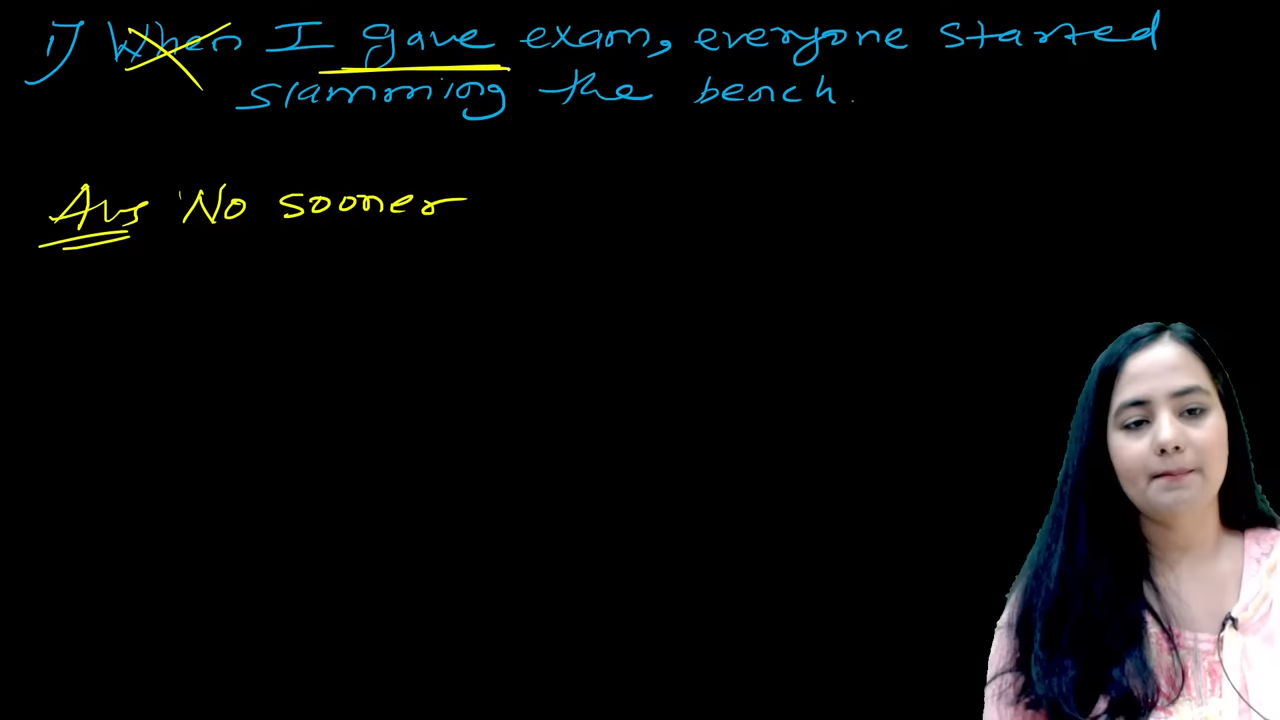 1) When I gave exam, everyone started
slamming the bench.
Ans No sooner